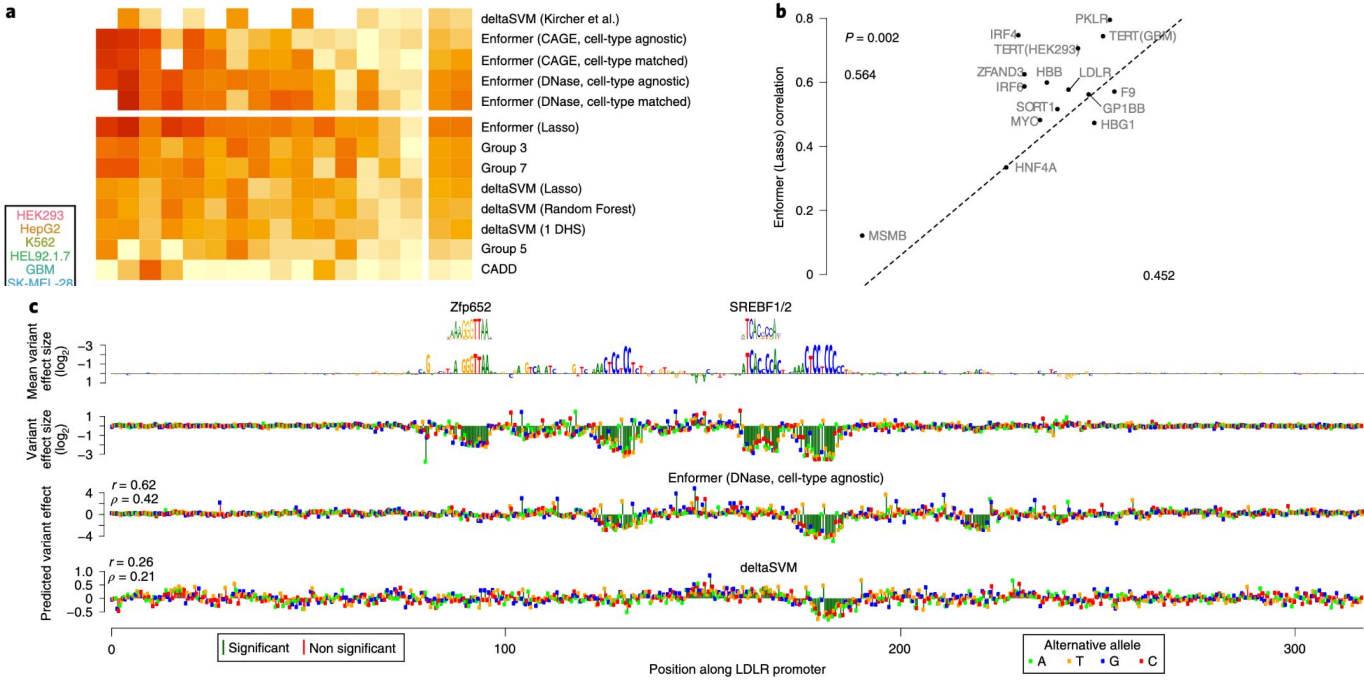 a
deltaSVM (Kircher et al.)
Enformer (CAGE, cell-type agnostic)
Enformer (CAGE, cell-type matched)
Enformer (DNase, cell-type agnostic)
Enformer (DNase, cell-type matched)
Enformer (Lasso)
Group 3
Group 7
deltaSVM (Lasso)
deltaSVM (Random Forest)
deltaSVM (1 DHS)
Group 5
CADD
HEK293
HepG2
K562
HEL92.1.7
GBM
SK-MEL-28
b
Enformer (Lasso) correlation
0.8
0.6
0.4
0.2
0
P = 0.002
0.564
PKLR
IRF4
TERT(GBM)
TERT(HEK293)
ZFAND3
HBB
LDLR
IRF6
F9
SORT1
GP1BB
MYC
HBG1
HNF4A
MSMB
0.452
c
Zfp652
SREBF1/2
TCAC
Mean variant
effect size
(log2)
−3
−1
1
A GGGTTAA
Variant
effect size
(log2)
1
−1
−3
Predicted variant effect
Enformer (DNase, cell-type agnostic)
r = 0.62
ρ = 0.42
4
0
−4
deltaSVM
r = 0.26
ρ = 0.21
1.0
0.5
0
−0.5
0
100
200
300
Significant
Non significant
Position along LDLR promoter
Alternative allele
A T G C